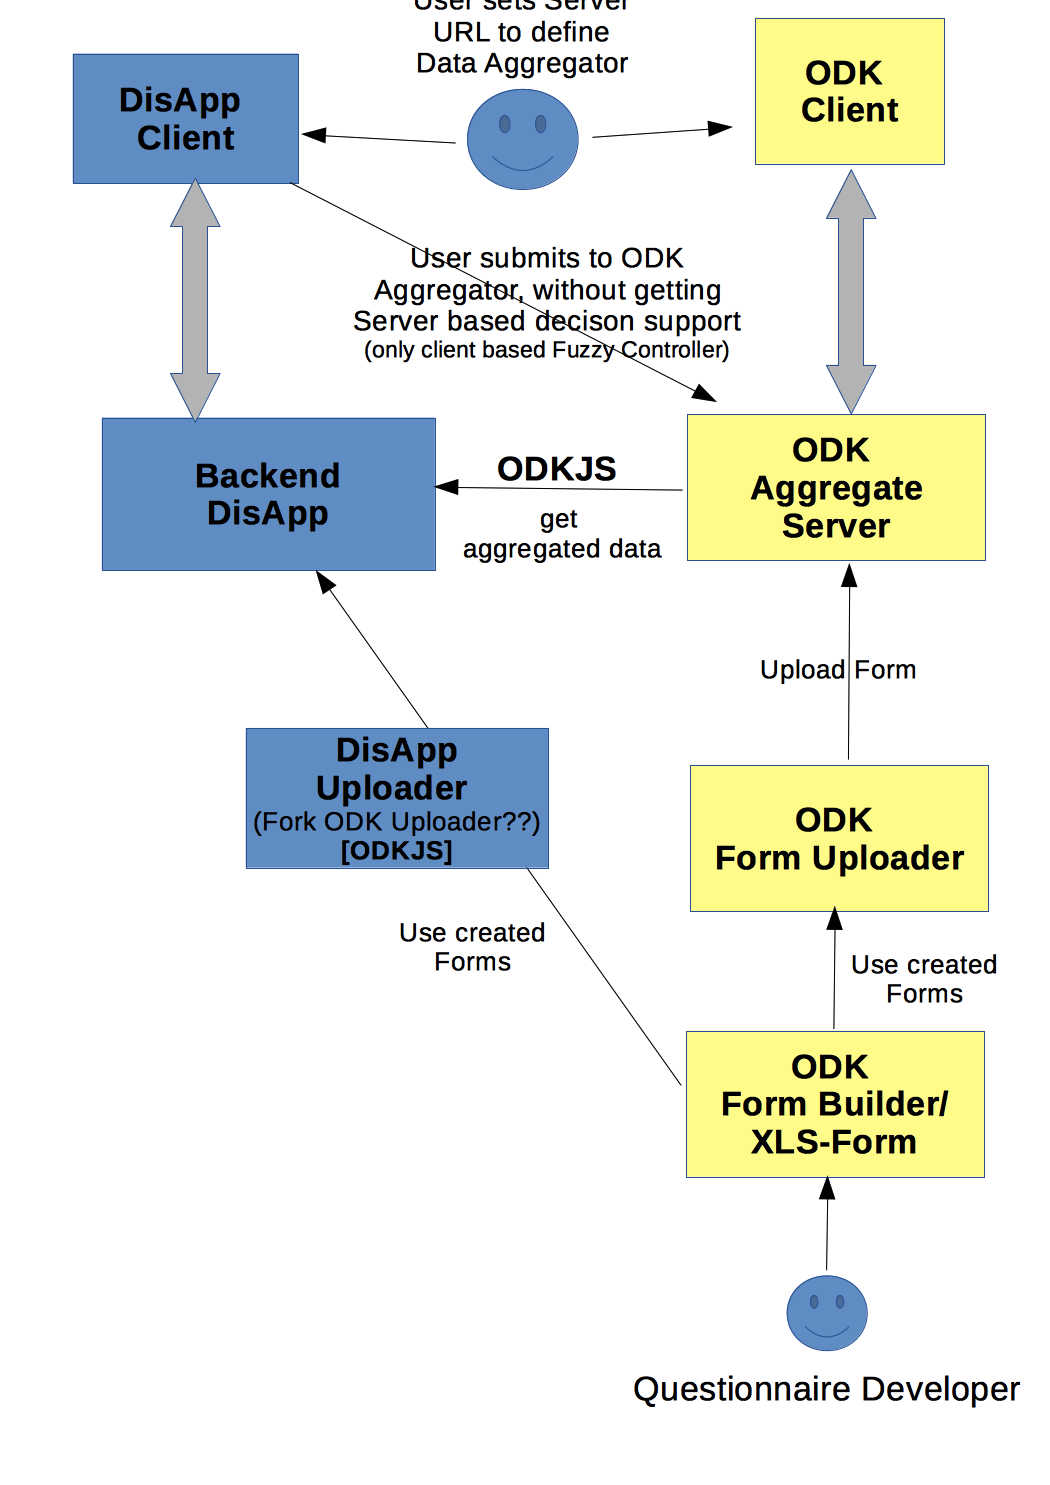 User sets Server
URL to define
Data Aggregator
DisApp
Client
ODK
Client
User submits to ODK
Aggregator, without getting
Server based decison support
(only client based Fuzzy Controller)
Backend
DisApp
ODKJS
get
aggregated data
ODK
Aggregate
Server
Upload Form
DisApp
Uploader
(Fork ODK Uploader??)
[ODKJS]
ODK
Form Uploader
Use created
Forms
Use created
Forms
ODK
Form Builder/
XLS-Form
Questionnaire Developer